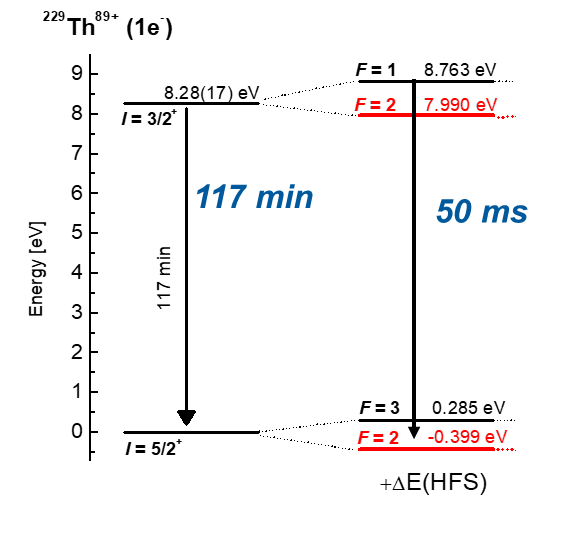 229Th89+ (1e-)
9
8
7
6
5
4
3
2
1
0
Energy [eV]
8.28(17) eV
I = 3/2+
117 min
117 min
I = 5/2+
F = 1 8.763 eV
F = 2 7.990 eV
50 ms
F = 3 0.285 eV
F = 2 -0.399 eV
+ΔE(HFS)